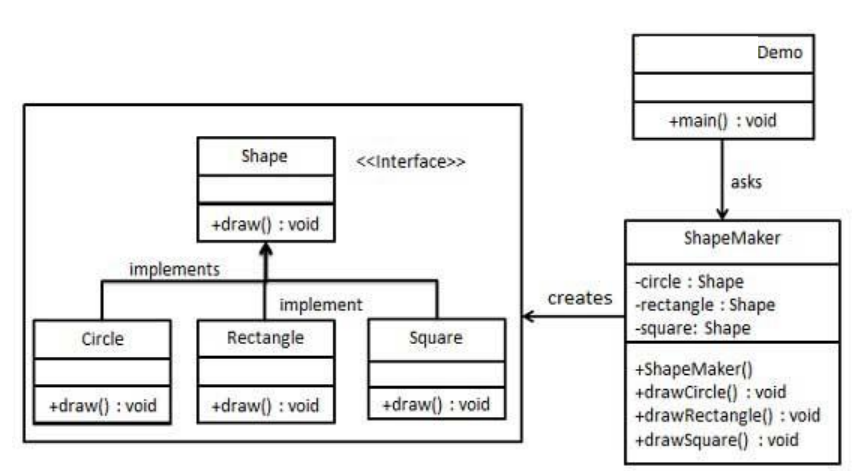 Demo
+main() : void
asks
Shape
<<Interface>>
+draw() : void
implements
implement
Circle
+draw() : void
Rectangle
+draw() : void
Square
+draw() : void
creates
ShapeMaker
-circle : Shape
-rectangle : Shape
-square: Shape
+ShapeMaker()
+drawCircle() : void
+drawRectangle() : void
+drawSquare() : void